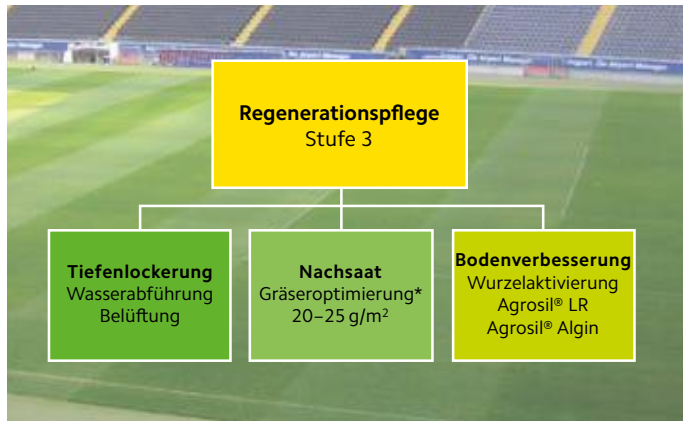 Regenerationspflege
Stufe 3
Tiefenlockerung
Wasserabführung
Belüftung
Nachsaat
Gräseroptimierung*
20–25 g/m²
Bodenverbesserung
Wurzelaktivierung
Agrosil® LR
Agrosil® Algin